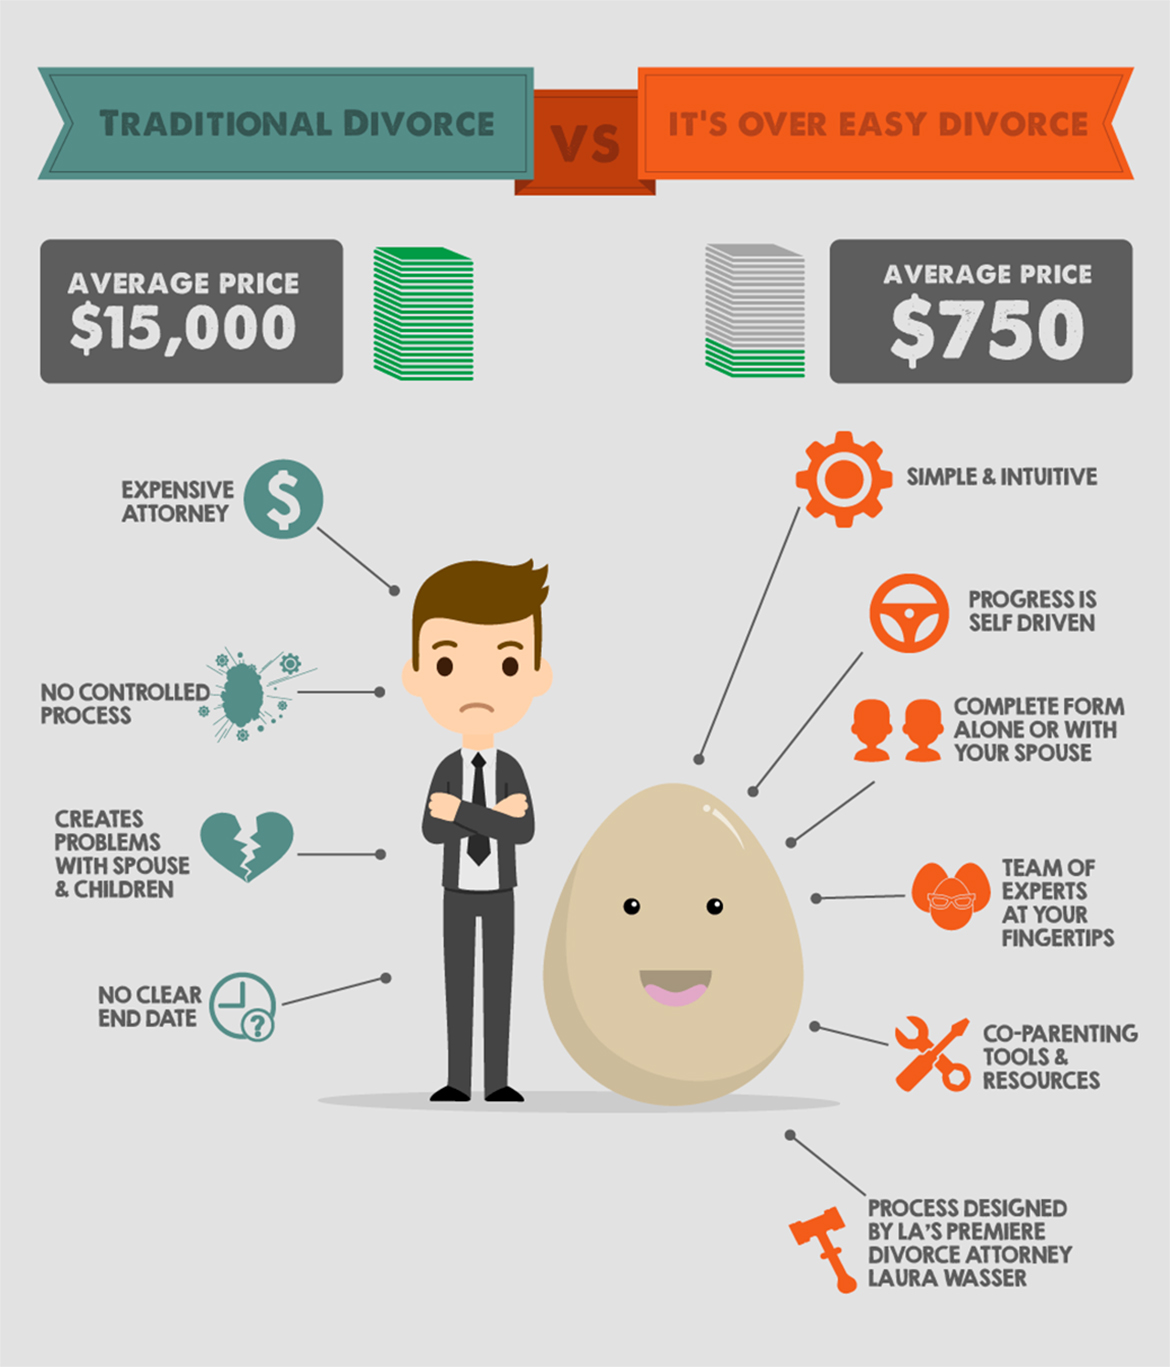 TRADITIONAL DIVORCE
VS
IT'S OVER EASY DIVORCE
AVERAGE PRICE
$15,000
AVERAGE PRICE
$750
EXPENSIVE
ATTORNEY
$
NO CONTROLLED
PROCESS
CREATES
PROBLEMS
WITH SPOUSE
& CHILDREN
NO CLEAR
END DATE
?
SIMPLE & INTUITIVE
PROGRESS IS
SELF DRIVEN
COMPLETE FORM
ALONE OR WITH
YOUR SPOUSE
TEAM OF
EXPERTS
AT YOUR
FINGERTIPS
CO-PARENTING
TOOLS &
RESOURCES
PROCESS DESIGNED
BY LA'S PREMIERE
DIVORCE ATTORNEY
LAURA WASSER